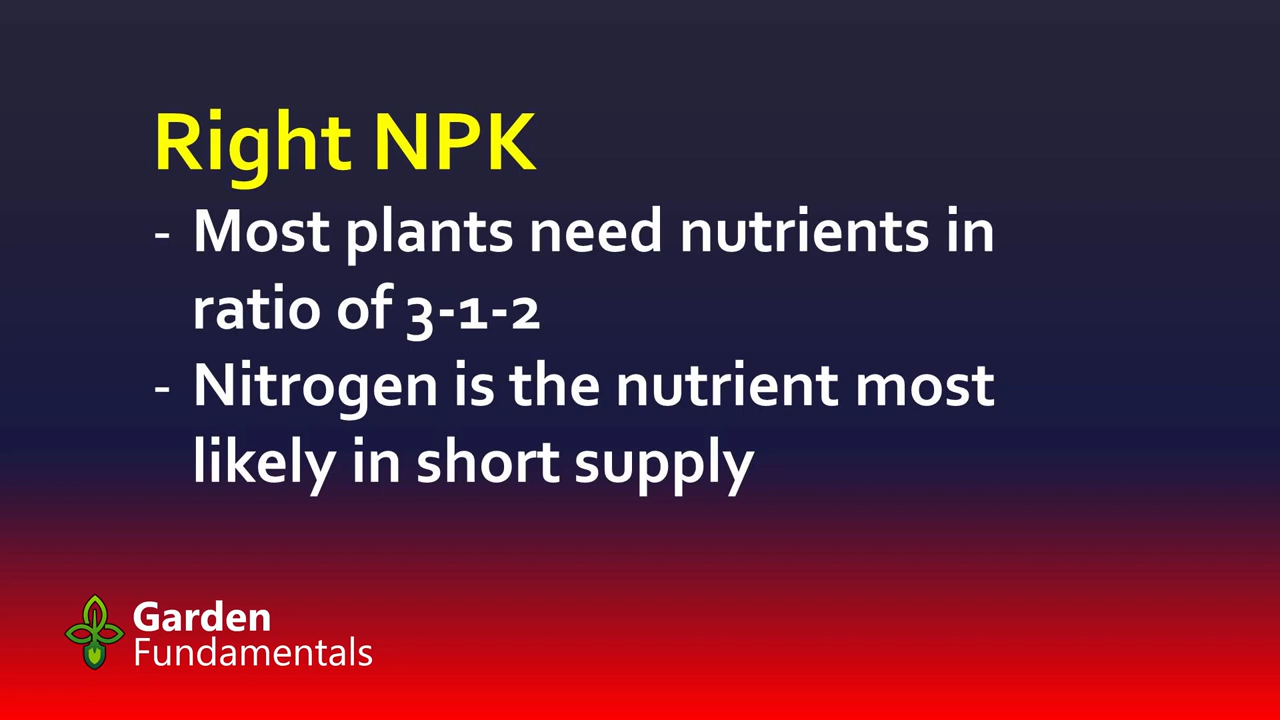 Right NPK
- Most plants need nutrients in
ratio of 3-1-2
- Nitrogen is the nutrient most
likely in short supply
Garden
Fundamentals